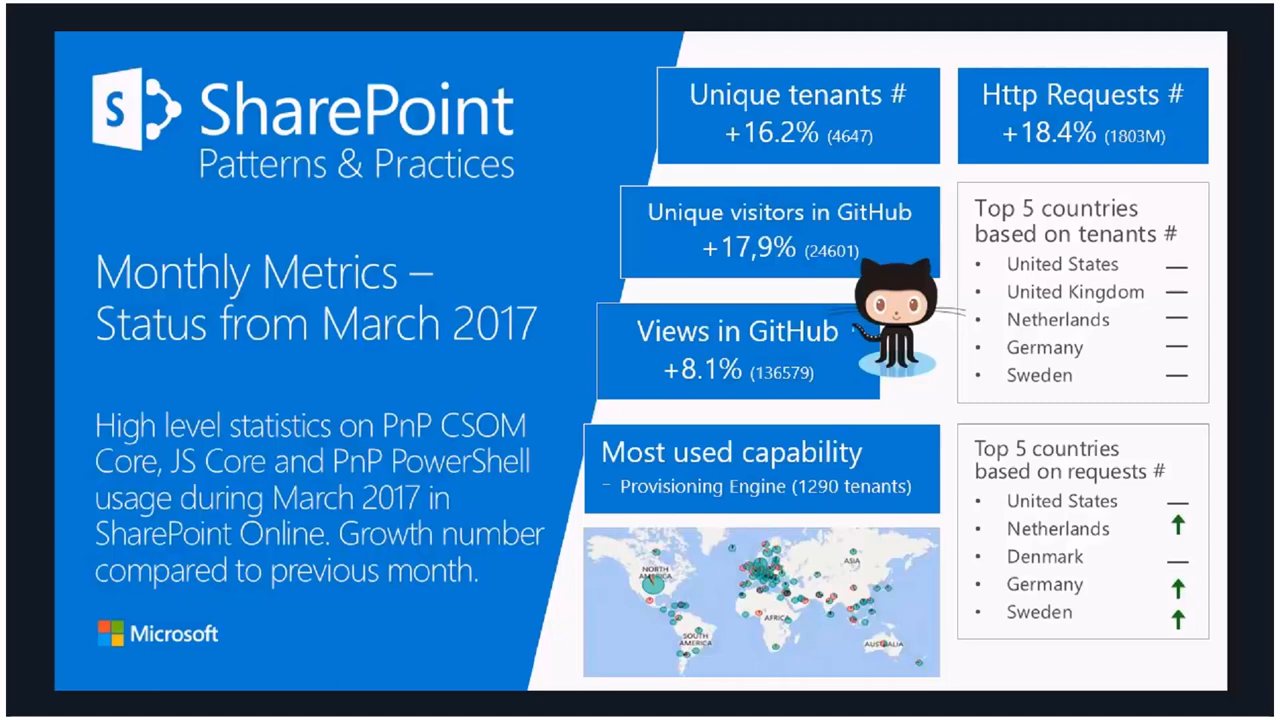 S
SharePoint
Patterns & Practices
Monthly Metrics –
Status from March 2017
High level statistics on PnP CSOM
Core, JS Core and PnP PowerShell
usage during March 2017 in
SharePoint Online. Growth number
compared to previous month.
Microsoft
Unique tenants #
+16.2% (4647)
Http Requests #
+18.4% (1803M)
Unique visitors in GitHub
+17,9% (24601)
Views in GitHub
+8.1% (136579)
Most used capability
– Provisioning Engine (1290 tenants)
NORTH
AMERICA
ASIA
AFRICA
SOUTH
AMERICA
AUSTRALIA
Top 5 countries
based on tenants #
• United States —
• United Kingdom —
• Netherlands —
• Germany —
• Sweden —
Top 5 countries
based on requests #
• United States —
• Netherlands ↑
• Denmark —
• Germany ↑
• Sweden ↑